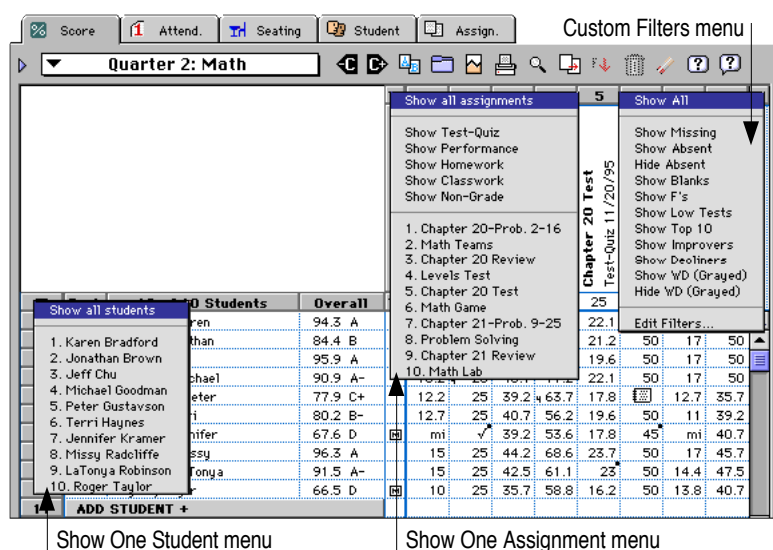 Score Attend. Seating Student Assign. Custom Filters menu
Quarter 2: Math
Show all assignments
Show Test-Quiz
Show Performance
Show Homework
Show Classwork
Show Non-Grade
1. Chapter 20-Prob. 2-16
2. Math Teams
3. Chapter 20 Review
4. Levels Test
5. Chapter 20 Test
6. Math Game
7. Chapter 21-Prob. 9-25
8. Problem Solving
9. Chapter 21 Review
10. Math Lab
5
Chapter 20 Test
Test-Quiz 11/20/95
25
Show All
Show Missing
Show Absent
Hide Absent
Show Blanks
Show F's
Show Low Tests
Show Top 10
Show Improvers
Show Decliners
Show WD (Grayed)
Hide WD (Grayed)
Edit Filters...
Students Overall
Show all students
1. Karen Bradford
2. Jonathan Brown
3. Jeff Chu
4. Michael Goodman
5. Peter Gustavson
6. Terri Haynes
7. Jennifer Kramer
8. Missy Radcliffe
9. LaTonya Robinson
10. Roger Taylor
94.3 A 22.1
84.4 B 21.2 50 17 50
95.9 A 19.6 50 17 50
90.9 A- 22.1 50 17 50
77.9 C+ 12.2 25 39.2 63.7 17.8 12.7 35.7
80.2 B- 12.7 25 40.7 56.2 19.6 50 11 39.2
67.6 D M mi √ 39.2 53.6 17.8 45 mi 40.7
96.3 A 15 25 44.2 68.6 23.7 50 17 45.7
91.5 A- 15 25 42.5 61.1 23 50 14.4 47.5
66.5 D M 10 25 35.7 58.8 16.2 50 13.8 40.7
ADD STUDENT +
Show One Student menu Show One Assignment menu